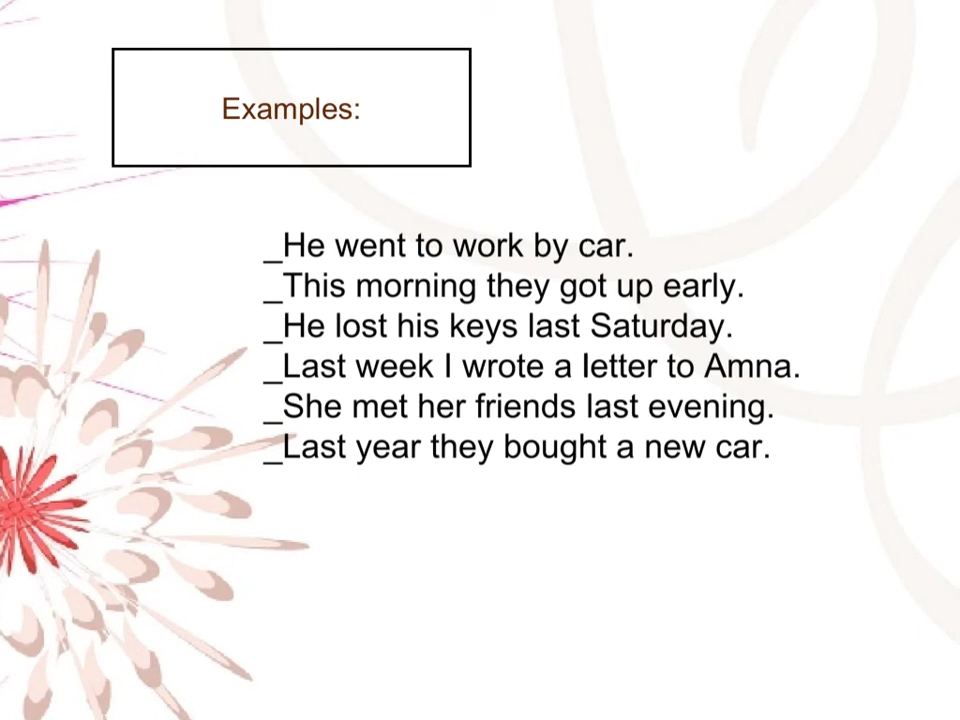 Examples:
_He went to work by car.
_This morning they got up early.
_He lost his keys last Saturday.
_Last week I wrote a letter to Amna.
_She met her friends last evening.
_Last year they bought a new car.